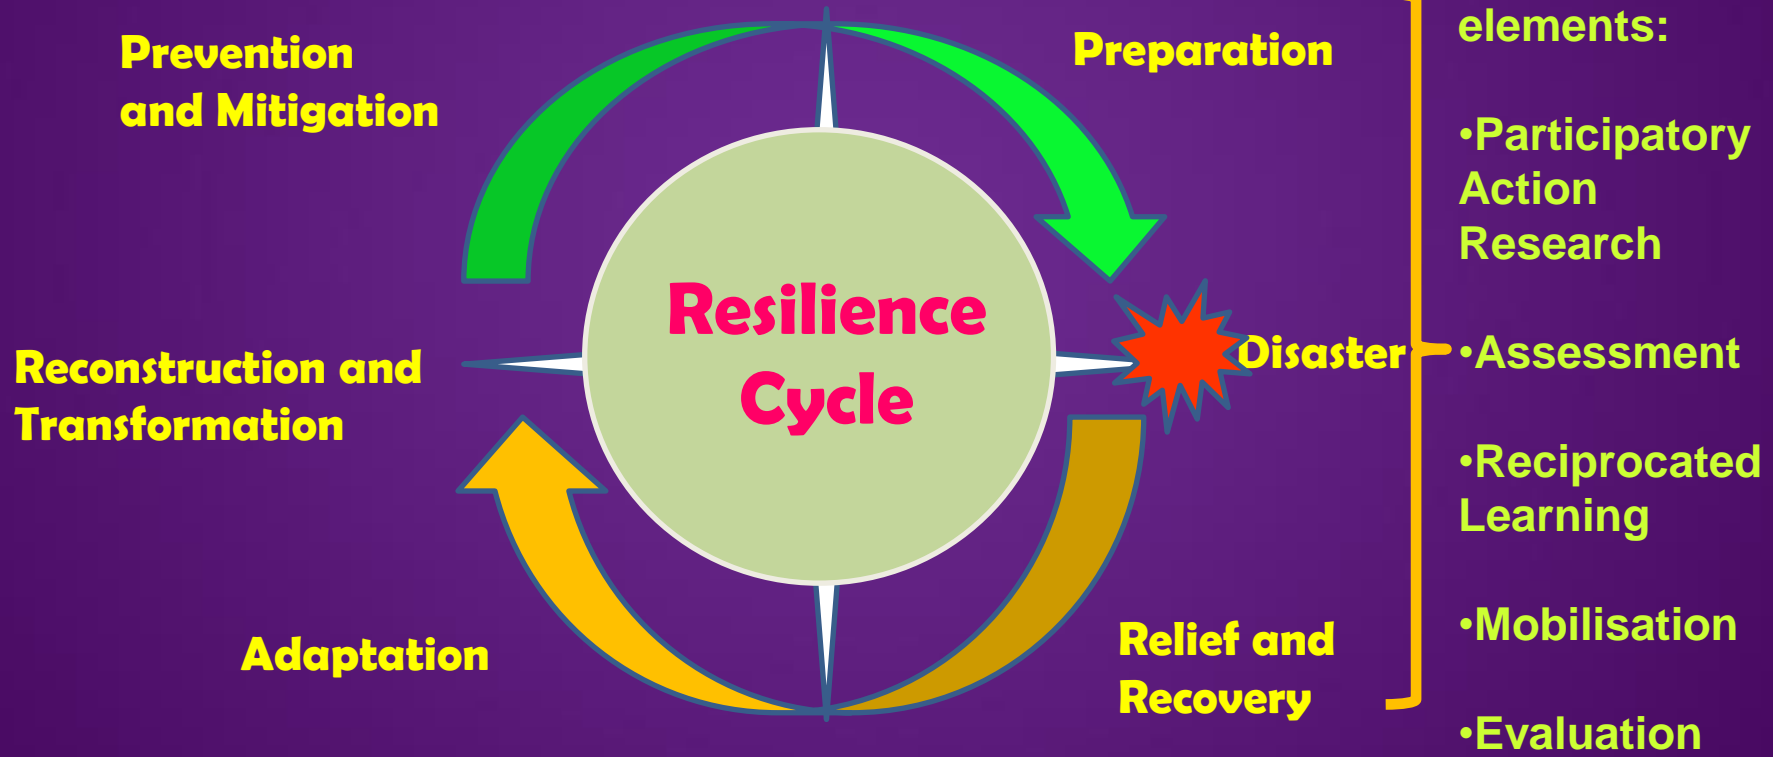 Prevention
and Mitigation
Preparation
Resilience
Cycle
Disaster
Reconstruction and
Transformation
Adaptation
Relief and
Recovery
elements:
•Participatory
Action
Research
•Assessment
•Reciprocated
Learning
•Mobilisation
•Evaluation